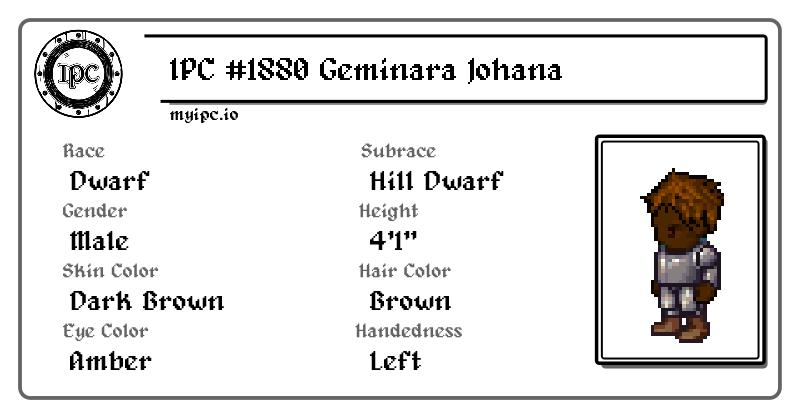 IPC
IPC #1880 Geminara Johana
myipc.io
Race
Dwarf
Subrace
Hill Dwarf
Gender
Male
Height
4'1"
Skin Color
Dark Brown
Hair Color
Brown
Eye Color
Amber
Handedness
Left